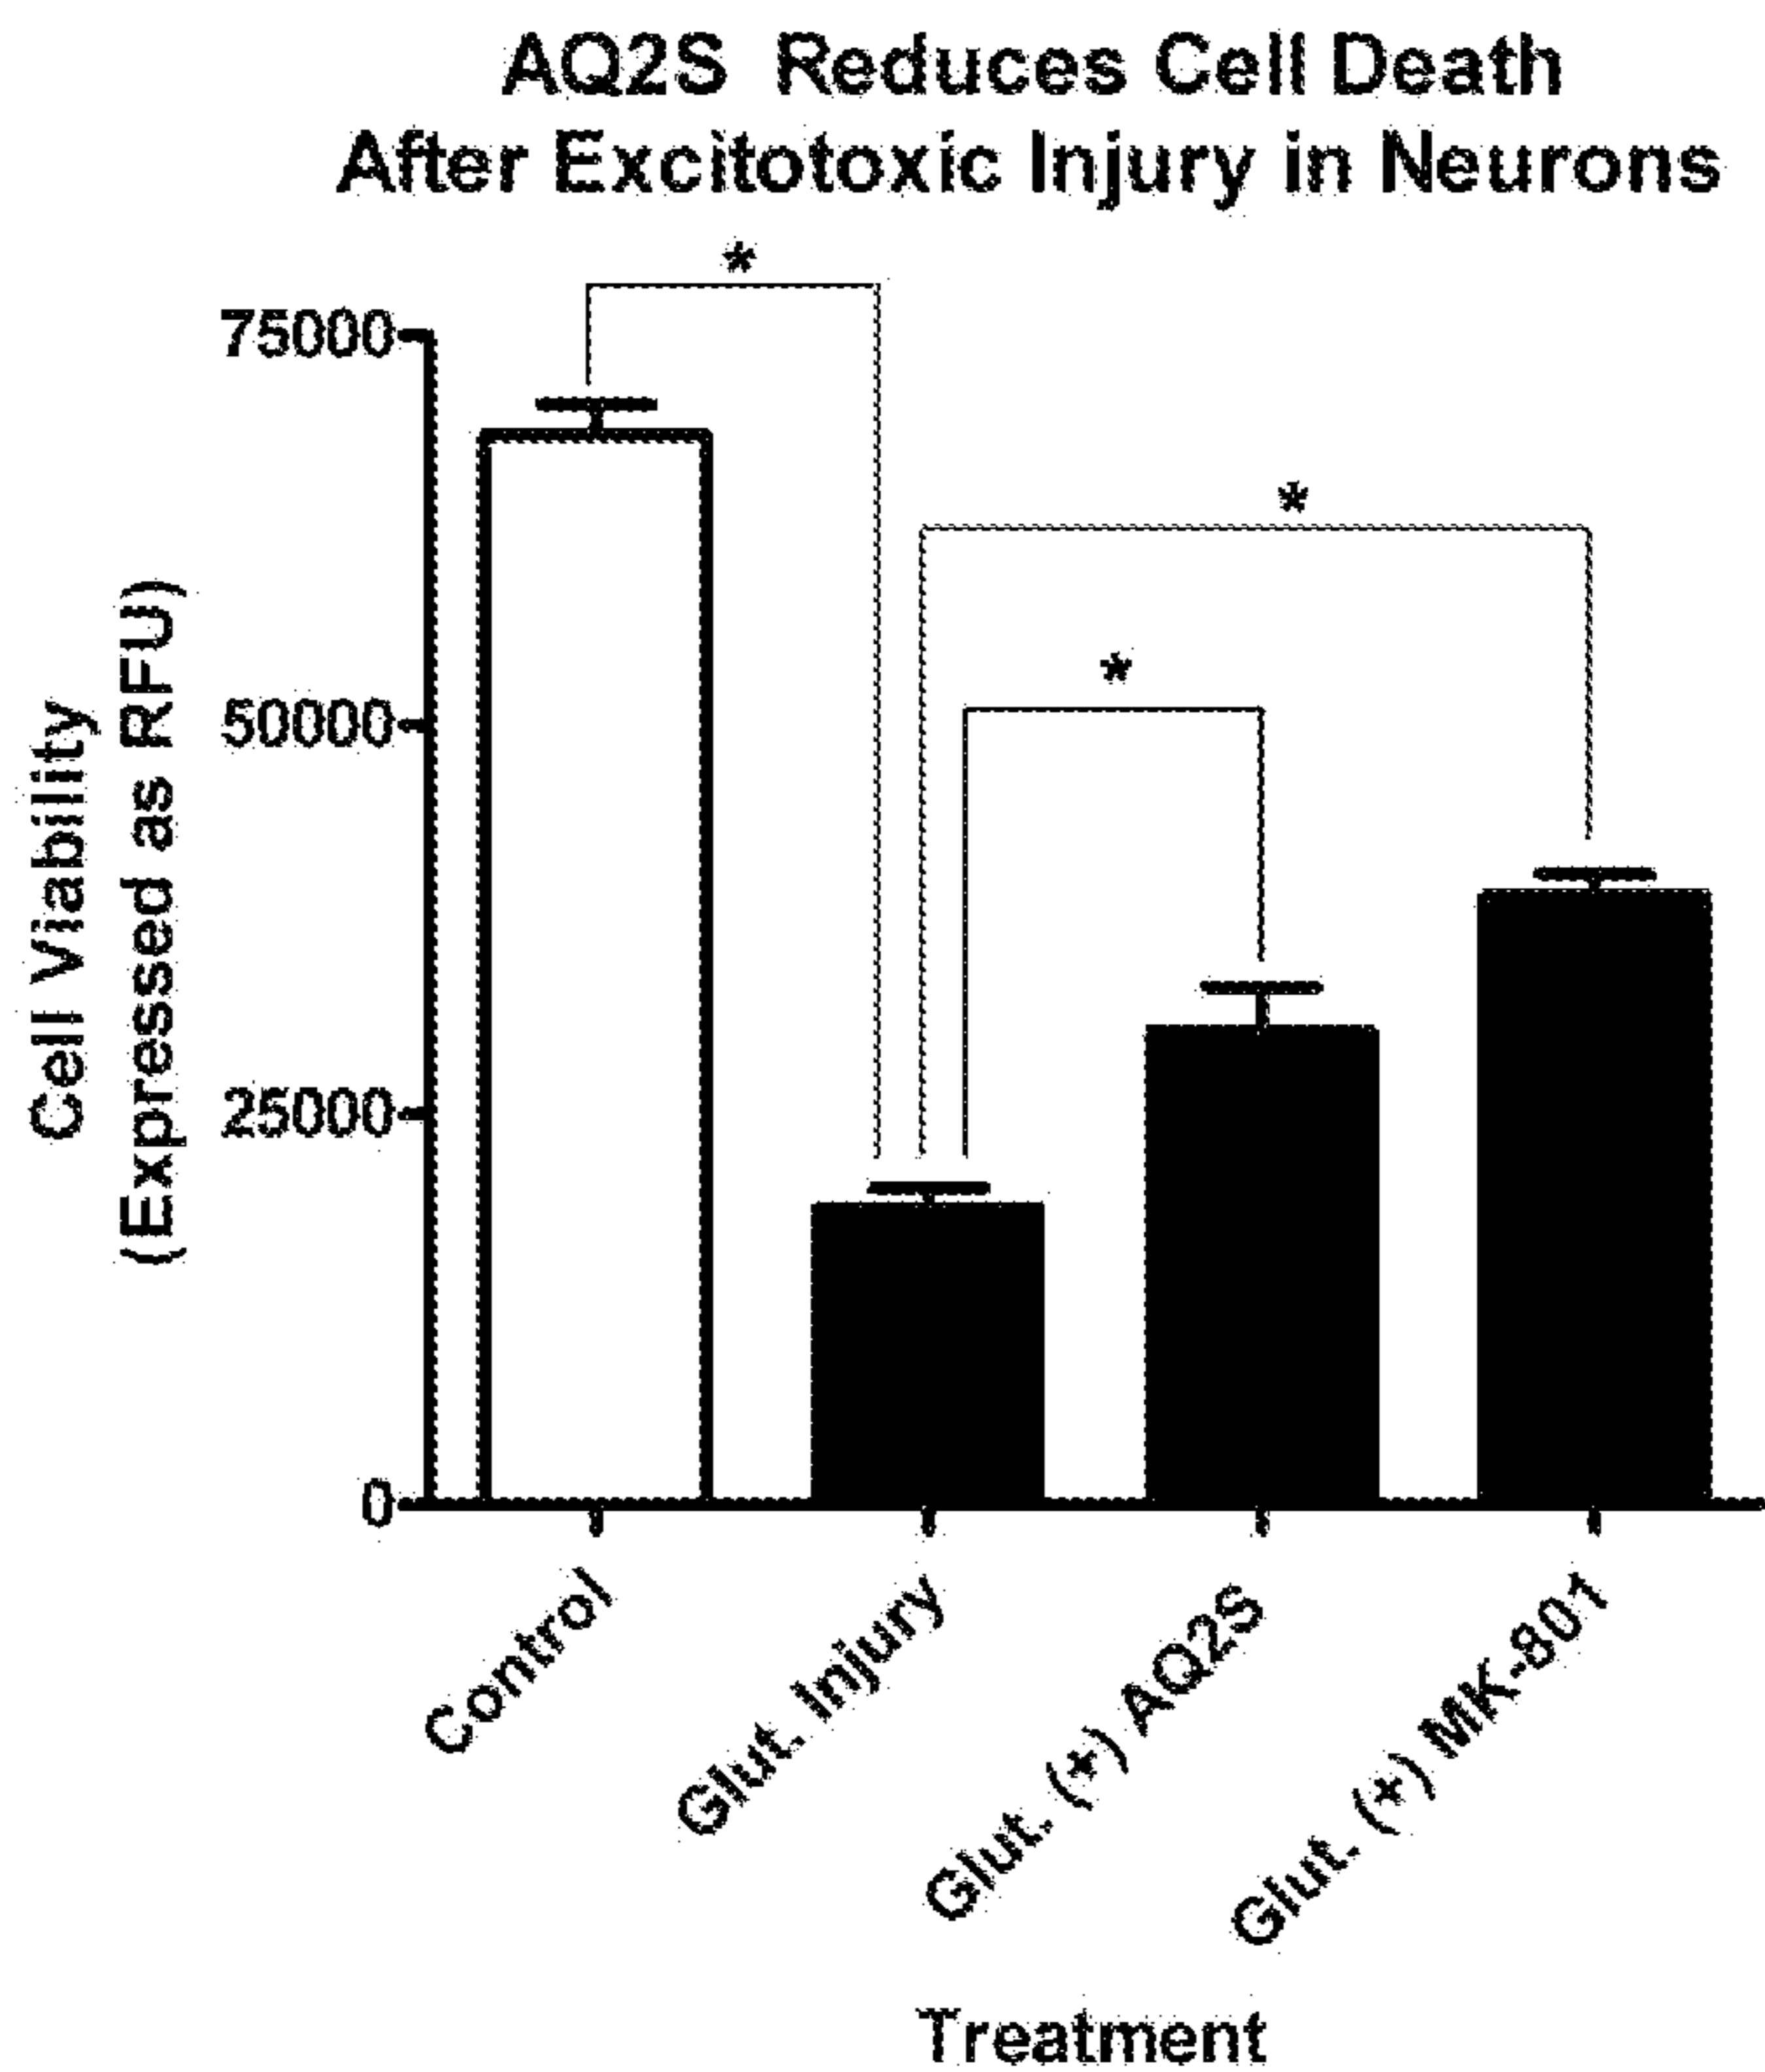 AQ2S Reduces Cell Death
After Excitotoxic Injury in Neurons
*
*
*
Cell Viability
(Expressed as RFU)
75000
50000
25000
0
Control
Glut. Injury
Glut. (+) AQ2S
Glut. (+) MK-801
Treatment